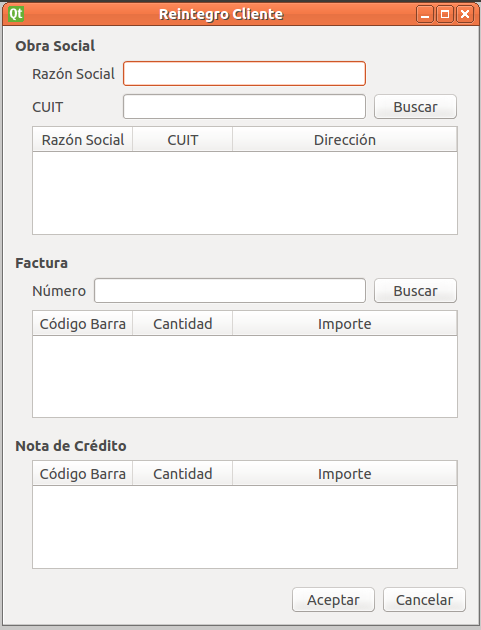 Qt Reintegro Cliente
Obra Social
Razón Social
CUIT Buscar
Razón Social CUIT Dirección
Factura
Número Buscar
Código Barra Cantidad Importe
Nota de Crédito
Código Barra Cantidad Importe
Aceptar Cancelar